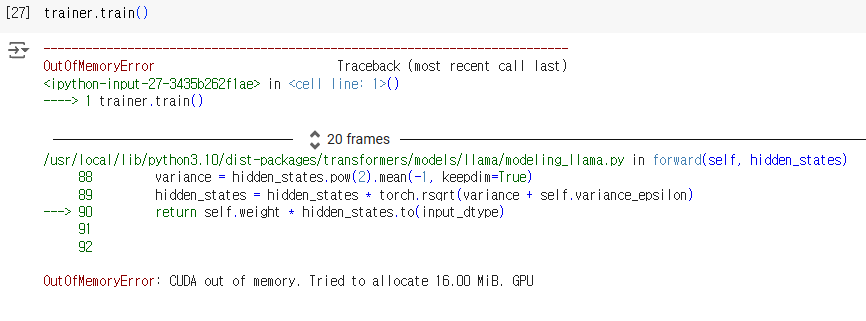 [27] trainer.train()
---------------------------------------------------------------------------
OutOfMemoryError                          Traceback (most recent call last)
<ipython-input-27-3435b262f1ae> in <cell line: 1>()
----> 1 trainer.train()
20 frames
/usr/local/lib/python3.10/dist-packages/transformers/models/llama/modeling_llama.py in forward(self, hidden_states)
     88         variance = hidden_states.pow(2).mean(-1, keepdim=True)
     89         hidden_states = hidden_states * torch.rsqrt(variance + self.variance_epsilon)
---> 90         return self.weight * hidden_states.to(input_dtype)
     91
     92
OutOfMemoryError: CUDA out of memory. Tried to allocate 16.00 MiB. GPU